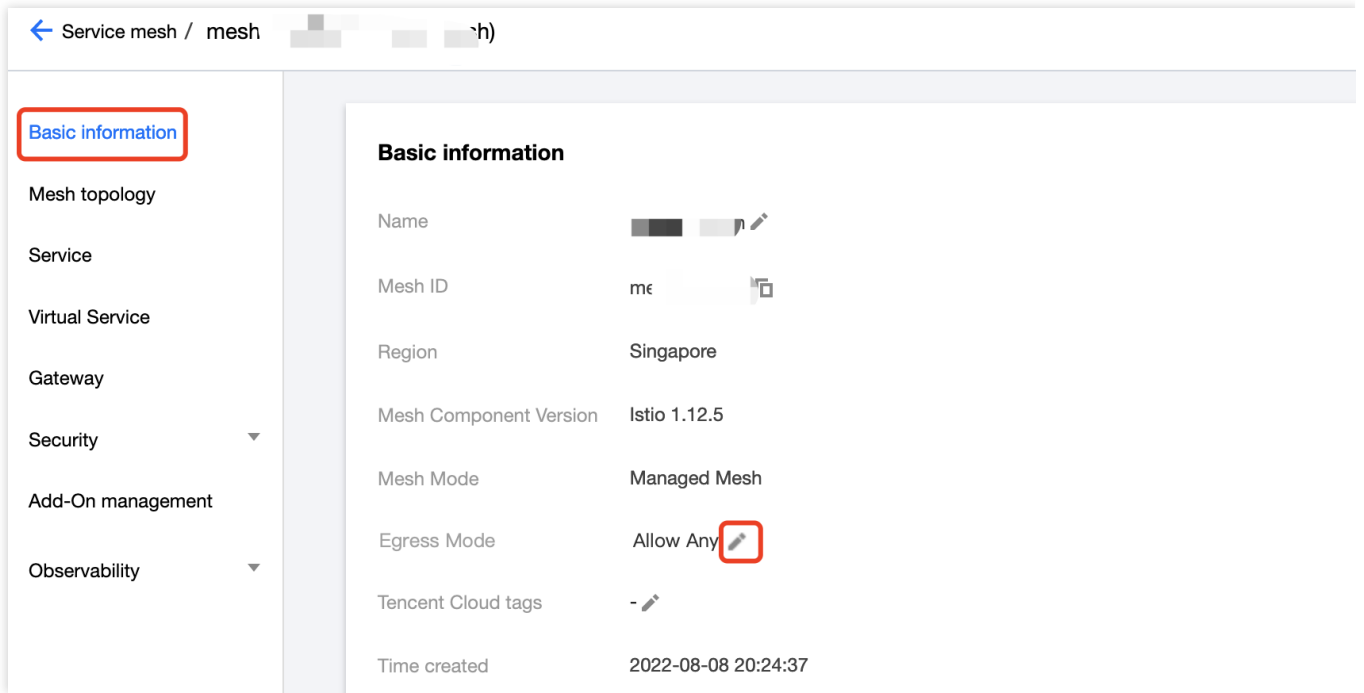 Service mesh / mesh
Basic information
Mesh topology
Service
Virtual Service
Gateway
Security
Add-On management
Observability
Basic information
Name
Mesh ID
Region Singapore
Mesh Component Version Istio 1.12.5
Mesh Mode Managed Mesh
Egress Mode Allow Any
Tencent Cloud tags -
Time created 2022-08-08 20:24:37